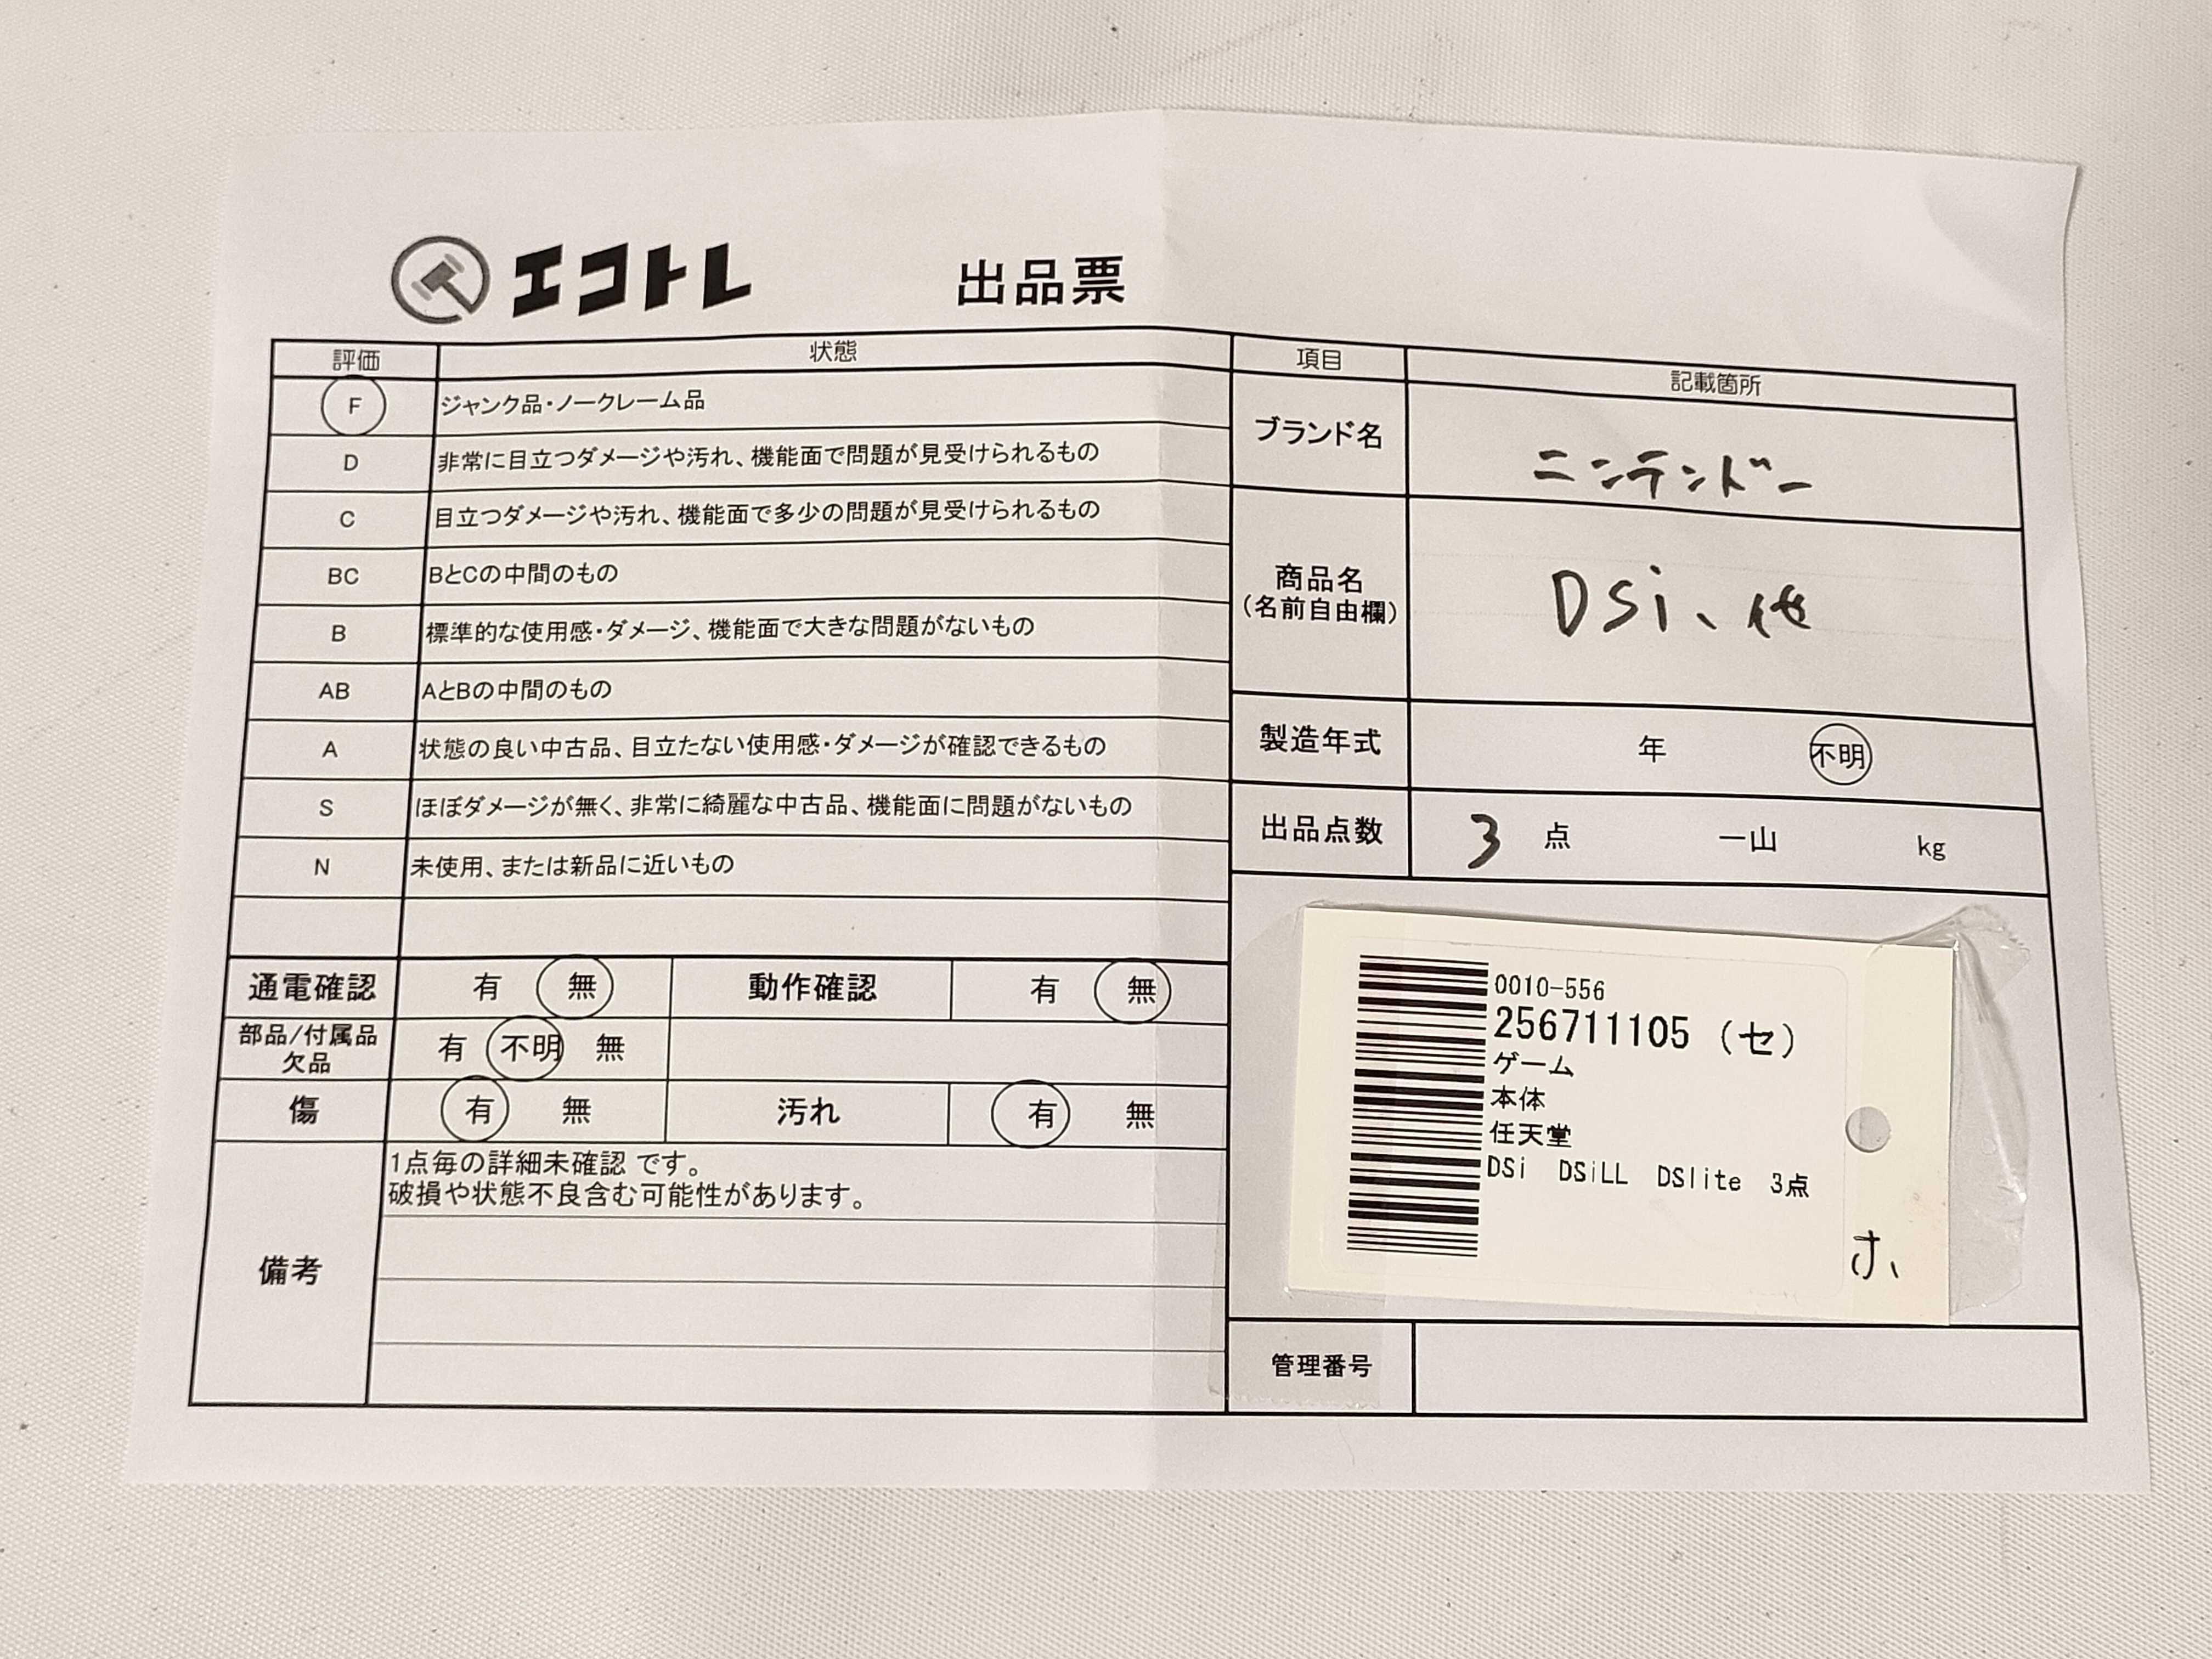 エコトレ 出品票
評価 状態
F ジャンク品・ノークレーム品
D 非常に目立つダメージや汚れ、機能面で問題が見受けられるもの
C 目立つダメージや汚れ、機能面で多少の問題が見受けられるもの
BC BとCの中間のもの
B 標準的な使用感・ダメージ、機能面で大きな問題がないもの
AB AとBの中間のもの
A 状態の良い中古品、目立たない使用感・ダメージが確認できるもの
S ほぼダメージが無く、非常に綺麗な中古品、機能面に問題がないもの
N 未使用、または新品に近いもの
通電確認 有 無 動作確認 有 無
部品/付属品
欠品
有 不明 無
傷 有 無 汚れ 有 無
備考
1点毎の詳細未確認 です。
破損や状態不良含む可能性があります。
項目 記載箇所
ブランド名 ニンテンドー
商品名
(名前自由欄)
DSi、他
製造年式 年 不明
出品点数 3 点 一山 kg
0010-556
256711105 (セ)
ゲーム
本体
任天堂
DSi DSiLL DSlite 3点
管理番号